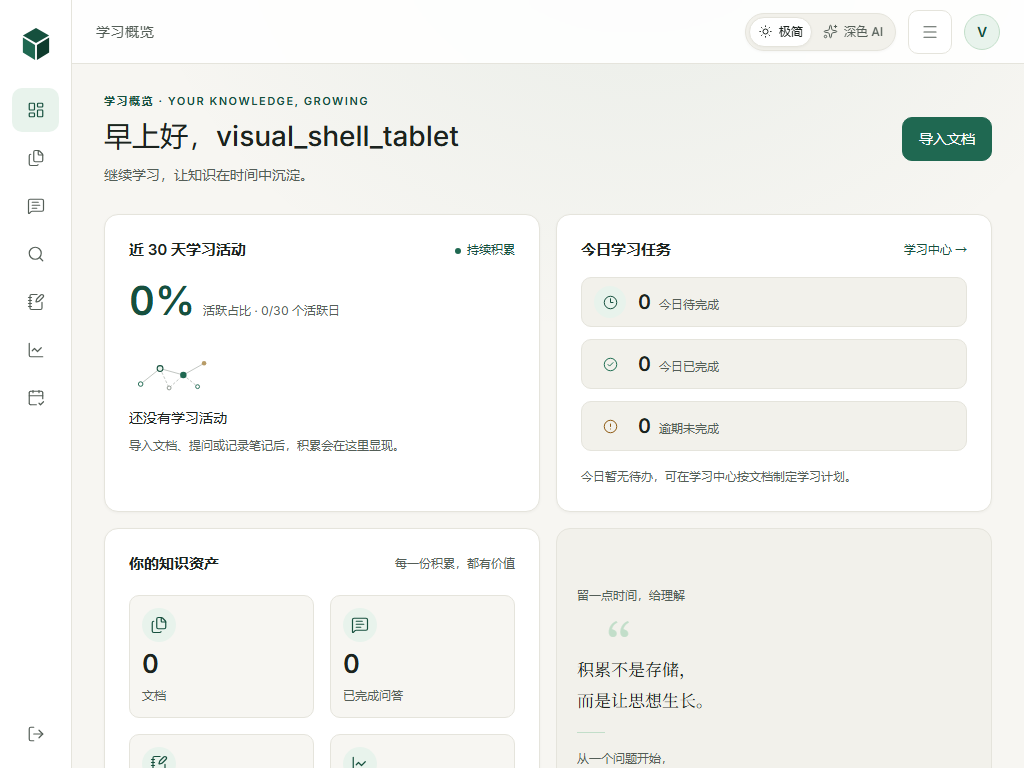 学习概览
极简
深色 AI
V
学习概览 · YOUR KNOWLEDGE, GROWING
早上好，visual_shell_tablet
继续学习，让知识在时间中沉淀。
导入文档
近 30 天学习活动
持续积累
0%
活跃占比 · 0/30 个活跃日
还没有学习活动
导入文档、提问或记录笔记后，积累会在这里显现。
今日学习任务
学习中心 →
0 今日待完成
0 今日已完成
0 逾期未完成
今日暂无待办，可在学习中心按文档制定学习计划。
你的知识资产
每一份积累，都有价值
0
文档
0
已完成问答
留一点时间，给理解
“
积累不是存储，
而是让思想生长。
从一个问题开始，